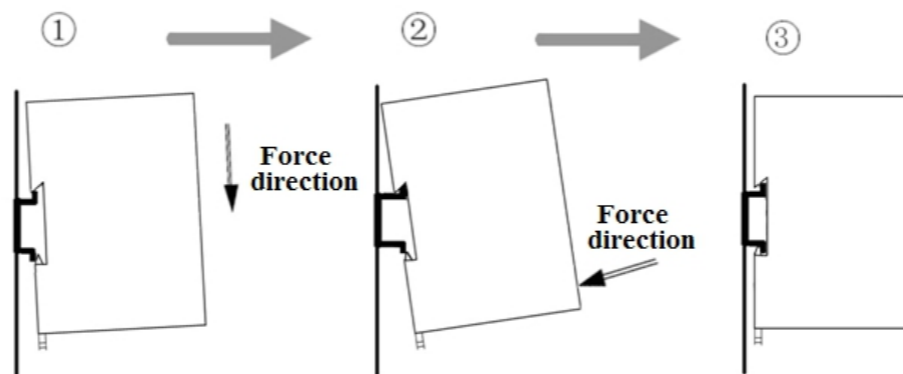 ①
②
③
Force
direction
Force
direction